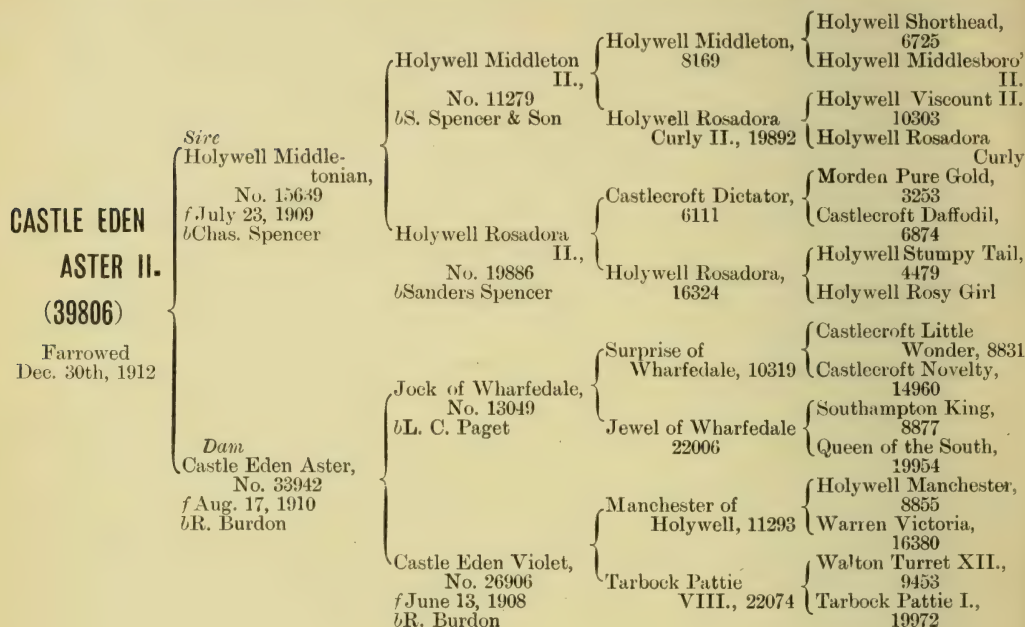 CASTLE EDEN
ASTER II.
(39806)
Farrowed
Dec. 30th, 1912
Sire
Holywell Middle-
tonian,
No. 15639
f July 23, 1909
bChas. Spencer
Dam
Castle Eden Aster,
No. 33942
f Aug. 17, 1910
bR. Burdon
Holywell Middleton
II.,
No. 11279
bS. Spencer & Son
Holywell Rosadora
II.,
No. 19886
bSanders Spencer
Jock of Wharfedale,
No. 13049
bL. C. Paget
Castle Eden Violet,
No. 26906
f June 13, 1908
bR. Burdon
Holywell Middleton,
8169
Holywell Rosadora
Curly II., 19892
Castlecroft Dictator,
6111
Holywell Rosadora,
16324
Surprise of
Wharfedale, 10319
Jewel of Wharfedale
22006
Manchester of
Holywell, 11293
Tarbock Pattie
VIII., 22074
Holywell Shorthead,
6725
Holywell Middlesboro'
II.
Holywell Viscount II.
10303
Holywell Rosadora
Curly
Morden Pure Gold,
3253
Castlecroft Daffodil,
6874
Holywell Stumpy Tail,
4479
Holywell Rosy Girl
Castlecroft Little
Wonder, 8831
Castlecroft Novelty,
14960
Southampton King,
8877
Queen of the South,
19954
Holywell Manchester,
8855
Warren Victoria,
16380
Walton Turret XII.,
9453
Tarbock Pattie I.,
19972